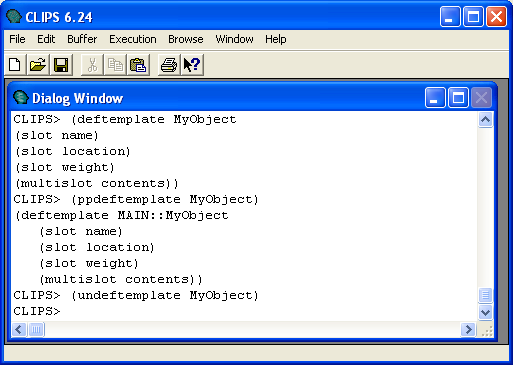 CLIPS 6.24
File Edit Buffer Execution Browse Window Help
Dialog Window
CLIPS> (deftemplate MyObject
(slot name)
(slot location)
(slot weight)
(multislot contents))
CLIPS> (ppdeftemplate MyObject)
(deftemplate MAIN::MyObject
   (slot name)
   (slot location)
   (slot weight)
   (multislot contents))
CLIPS> (undeftemplate MyObject)
CLIPS>